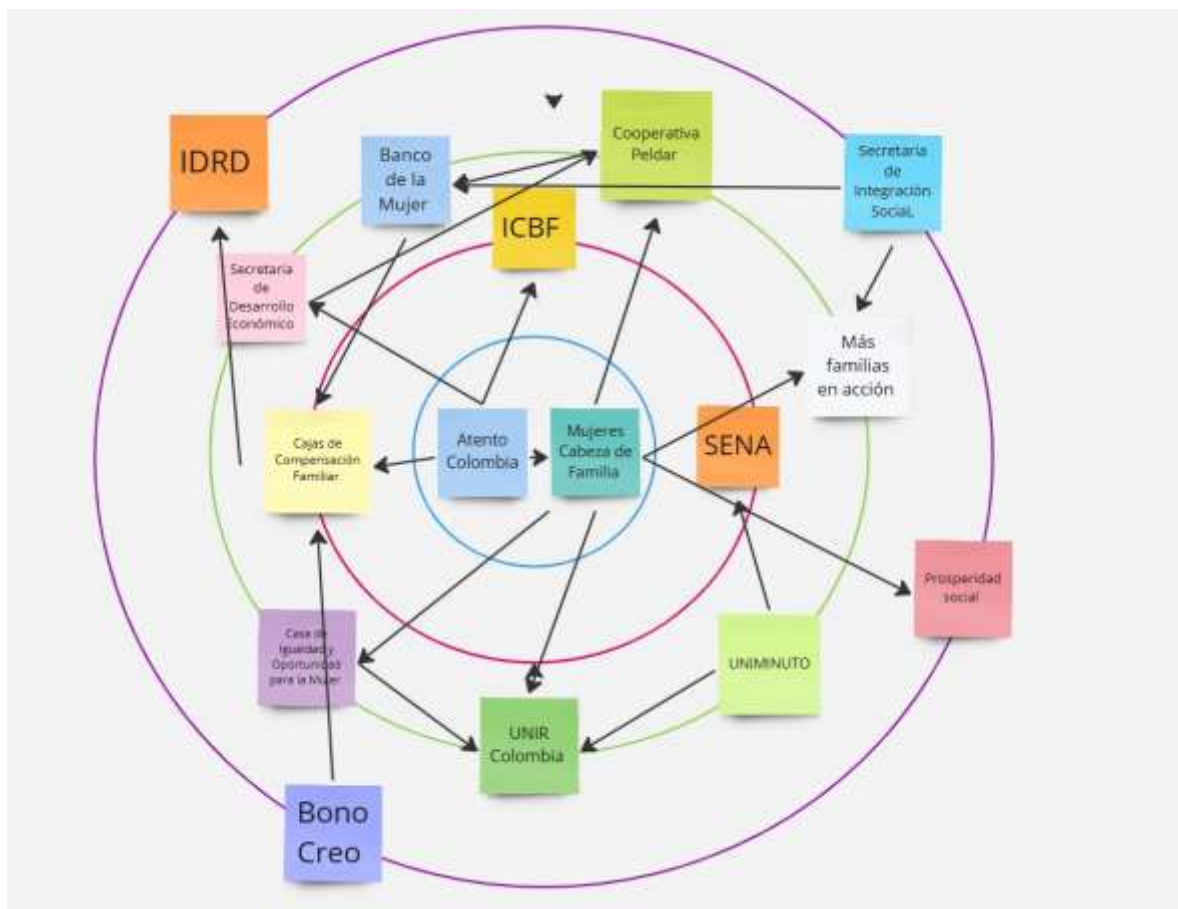 IDRD
Banco
de la
Mujer
Cooperativa
Peldar
Secretaria
de
Integración
Social,
ICBF
Secretaria
de
Desarrollo
Económico
Más
familias
en acción
Cajas de
Compensación
Familiar
Atento
Colombia
Mujeres
Cabeza de
Familia
SENA
Prosperidad
social
Casa de
Igualdad y
Oportunidad
para la Mujer
UNIMINUTO
UNIR
Colombia
Bono
Creo